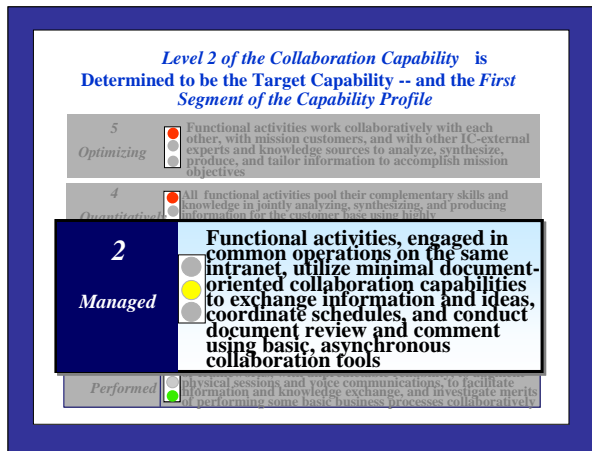 Level 2 of the Collaboration Capability is
Determined to be the Target Capability -- and the First
Segment of the Capability Profile
5
Optimizing
Functional activities work collaboratively with each
other, with mission customers, and with other IC-external
experts and knowledge sources to analyze, synthesize,
produce, and tailor information to accomplish mission
objectives
4
Quantitatively
All functional activities pool their complementary skills and
knowledge in jointly analyzing, synthesizing, and producing
information for the customer base using highly
2
Managed
Functional activities, engaged in
common operations on the same
intranet, utilize minimal document-
oriented collaboration capabilities
to exchange information and ideas,
coordinate schedules, and conduct
document review and comment
using basic, asynchronous
collaboration tools
Performed
physical sessions and voice communications, to facilitate
information and knowledge exchange, and investigate merits
of performing some basic business processes collaboratively